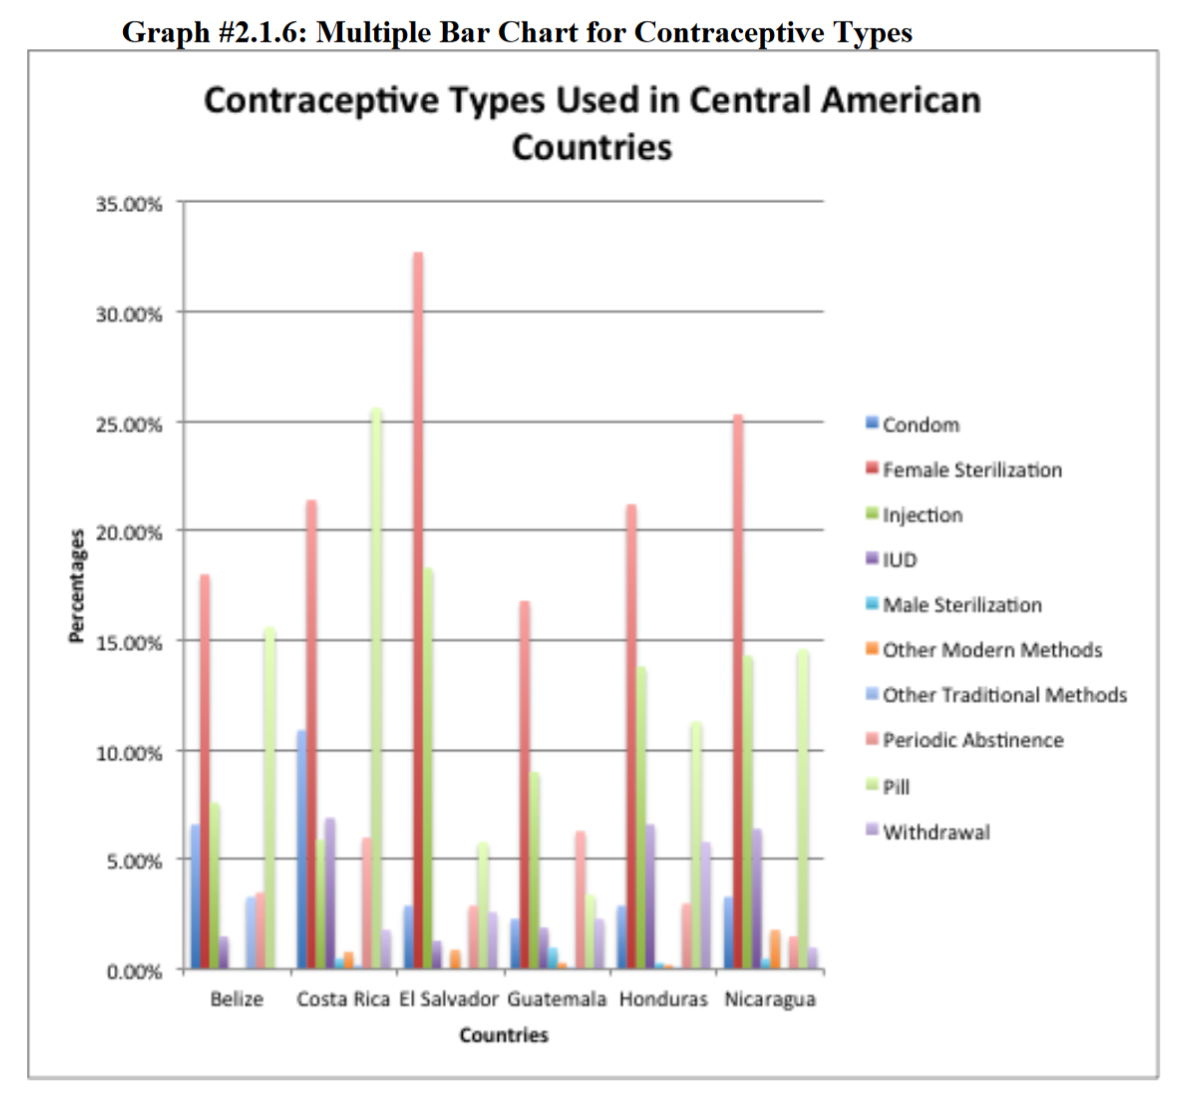 Graph #2.1.6: Multiple Bar Chart for Contraceptive Types
Contraceptive Types Used in Central American
Countries
35.00%
30.00%
25.00%
20.00%
15.00%
10.00%
5.00%
0.00%
Percentages
Belize
Costa Rica
El Salvador
Guatemala
Honduras
Nicaragua
Countries
Condom
Female Sterilization
Injection
IUD
Male Sterilization
Other Modern Methods
Other Traditional Methods
Periodic Abstinence
Pill
Withdrawal